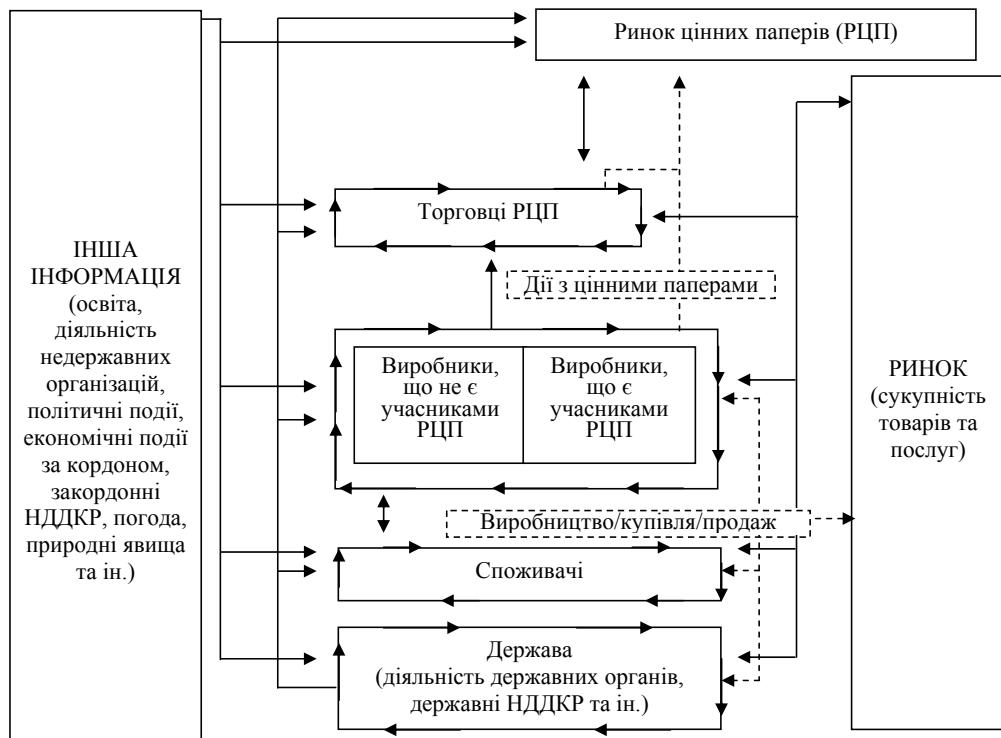 Ринок цінних паперів (РЦП)
Торговці РЦП
ІНША
ІНФОРМАЦІЯ
(освіта,
діяльність
недержавних
організацій,
політичні події,
економічні події
за кордоном,
закордонні
НДДКР, погода,
природні явища
та ін.)
Дії з цінними паперами
Виробники,
що не є
учасниками
РЦП
Виробники,
що є
учасниками
РЦП
РИНОК
(сукупність
товарів та
послуг)
Виробництво/купівля/продаж
Споживачі
Держава
(діяльність державних органів,
державні НДДКР та ін.)